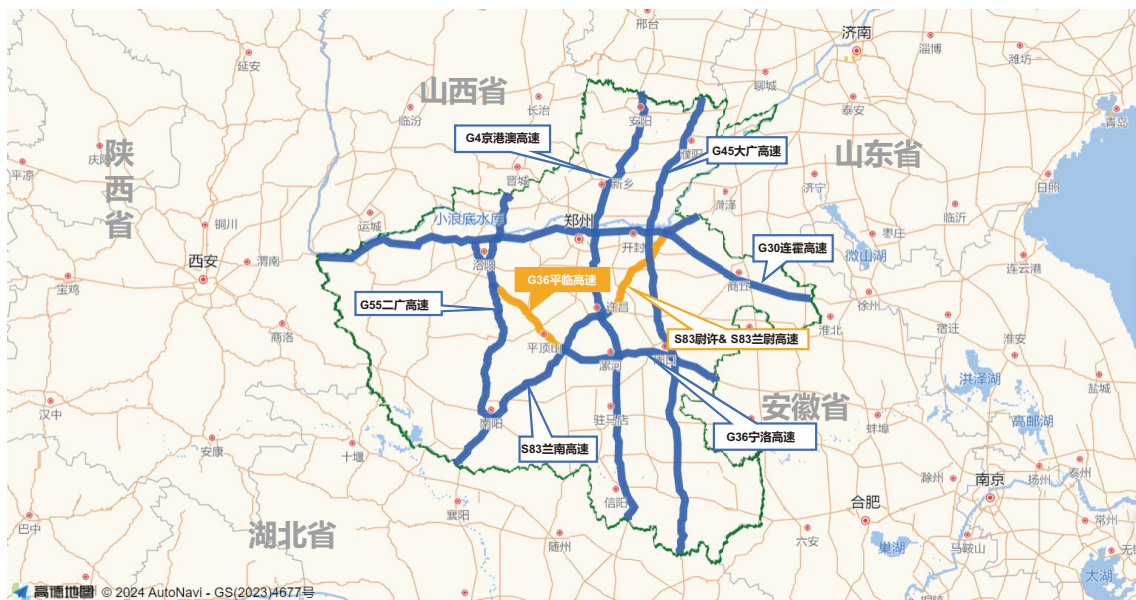 邢台
济南
淄博
潍坊
延安
山西省
聊城
长治
泰安
青岛
临汾
安阳
G4京港澳高速
G45大广高速
濮阳
山东省
庆阳
陕西省
平凉
晋城
新乡
济宁
日照
菏泽
临沂
运城
小浪底水库
郑州
铜川
开封
枣庄
G30连霍高速
微山湖
西安
渭南
洛阳
连云港
宝鸡
G36平临高速
商丘
徐州
G55二广高速
许昌
宿迁
淮北
商洛
S83尉许& S83兰尉高速
淮安
平顶山
漯河
周口
洪泽湖
盐城
汉中
安徽省
南阳
驻马店
高邮湖
蚌埠
G36宁洛高速
安康
十堰
S83兰南高速
滁州
扬州
泰州
南京
信阳
合肥
巴中
襄阳
常州
湖北省
随州
六安
巢湖
马鞍山
无锡
太湖
铜陵
高德地图 © 2024 AutoNavi - GS(2023)4677号